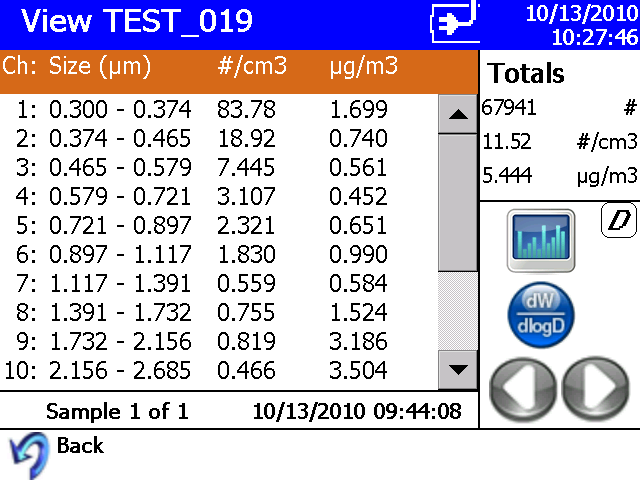 View TEST_019
10/13/2010
10:27:46
Ch: Size (µm) #/cm3 µg/m3
1: 0.300 - 0.374 83.78 1.699
2: 0.374 - 0.465 18.92 0.740
3: 0.465 - 0.579 7.445 0.561
4: 0.579 - 0.721 3.107 0.452
5: 0.721 - 0.897 2.321 0.651
6: 0.897 - 1.117 1.830 0.990
7: 1.117 - 1.391 0.559 0.584
8: 1.391 - 1.732 0.755 1.524
9: 1.732 - 2.156 0.819 3.186
10: 2.156 - 2.685 0.466 3.504
Sample 1 of 1 10/13/2010 09:44:08
Totals
67941 #
11.52 #/cm3
5.444 µg/m3
D
dW
dlogD
Back